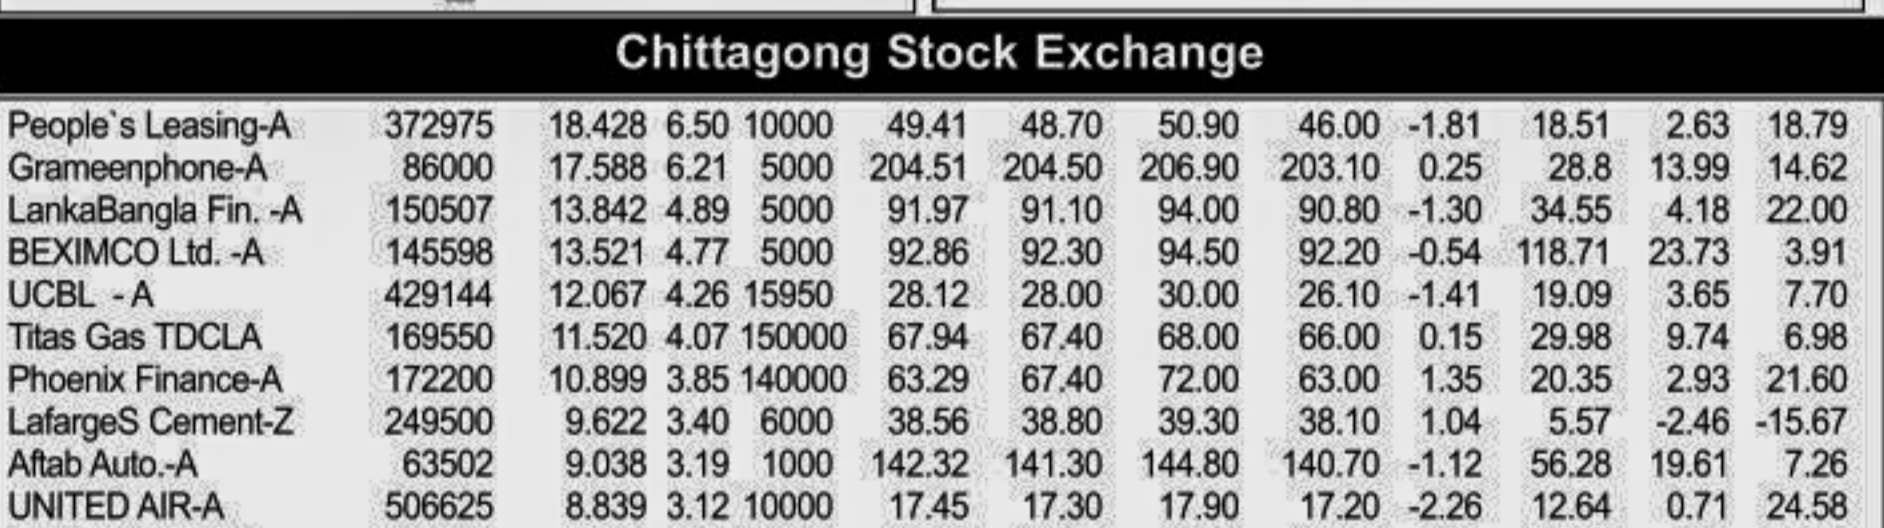 Chittagong Stock Exchange
People`s Leasing-A 372975 18.428 6.50 10000 49.41 48.70 50.90 46.00 -1.81 18.51 2.63 18.79
Grameenphone-A 86000 17.588 6.21 5000 204.51 204.50 206.90 203.10 0.25 28.8 13.99 14.62
LankaBangla Fin. -A 150507 13.842 4.89 5000 91.97 91.10 94.00 90.80 -1.30 34.55 4.18 22.00
BEXIMCO Ltd. -A 145598 13.521 4.77 5000 92.86 92.30 94.50 92.20 -0.54 118.71 23.73 3.91
UCBL - A 429144 12.067 4.26 15950 28.12 28.00 30.00 26.10 -1.41 19.09 3.65 7.70
Titas Gas TDCLA 169550 11.520 4.07 150000 67.94 67.40 68.00 66.00 0.15 29.98 9.74 6.98
Phoenix Finance-A 172200 10.899 3.85 140000 63.29 67.40 72.00 63.00 1.35 20.35 2.93 21.60
LafargeS Cement-Z 249500 9.622 3.40 6000 38.56 38.80 39.30 38.10 1.04 5.57 -2.46 -15.67
Aftab Auto.-A 63502 9.038 3.19 1000 142.32 141.30 144.80 140.70 -1.12 56.28 19.61 7.26
UNITED AIR-A 506625 8.839 3.12 10000 17.45 17.30 17.90 17.20 -2.26 12.64 0.71 24.58